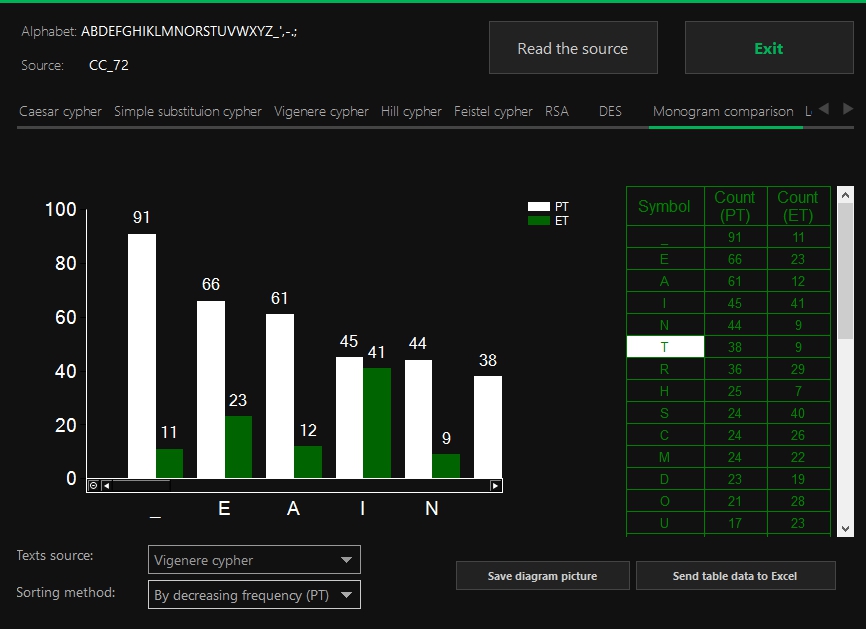 Alphabet: ABDEFGHIKLMNORSTUVWXYZ_',-.;
Read the source
Exit
Source: CC_72
Caesar cypher Simple substituion cypher Vigenere cypher Hill cypher Feistel cypher RSA DES Monogram comparison
100
80
60
40
20
0
91
11
66
23
61
12
45
41
44
9
38
_ E A I N
PT
ET
Symbol Count (PT) Count (ET)
_ 91 11
E 66 23
A 61 12
I 45 41
N 44 9
T 38 9
R 36 29
H 25 7
S 24 40
C 24 26
M 24 22
D 23 19
O 21 28
U 17 23
Texts source: Vigenere cypher
Sorting method: By decreasing frequency (PT)
Save diagram picture
Send table data to Excel